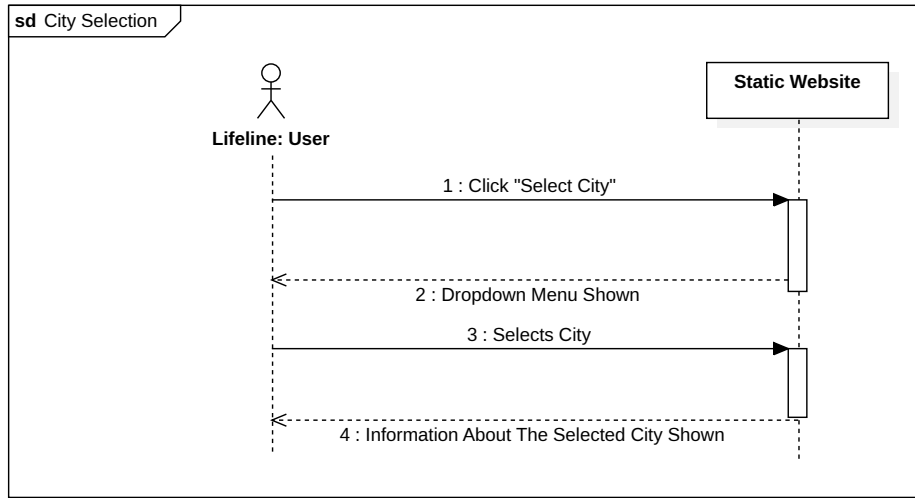 sd City Selection
Static Website
Lifeline: User
1 : Click "Select City"
2 : Dropdown Menu Shown
3 : Selects City
4 : Information About The Selected City Shown